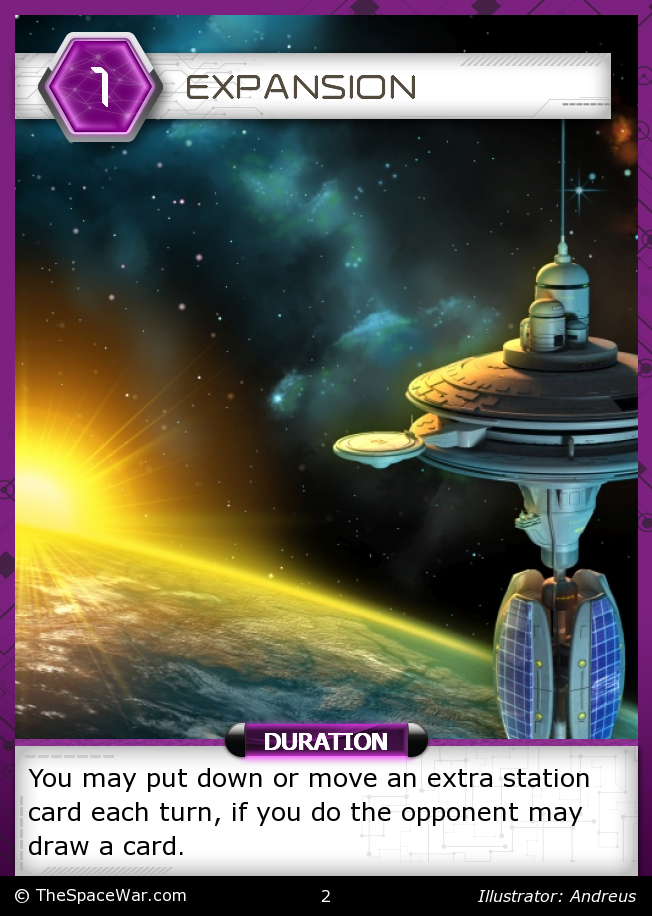 1
EXPANSION
DURATION
You may put down or move an extra station
card each turn, if you do the opponent may
draw a card.
© TheSpaceWar.com 2 Illustrator: Andreus